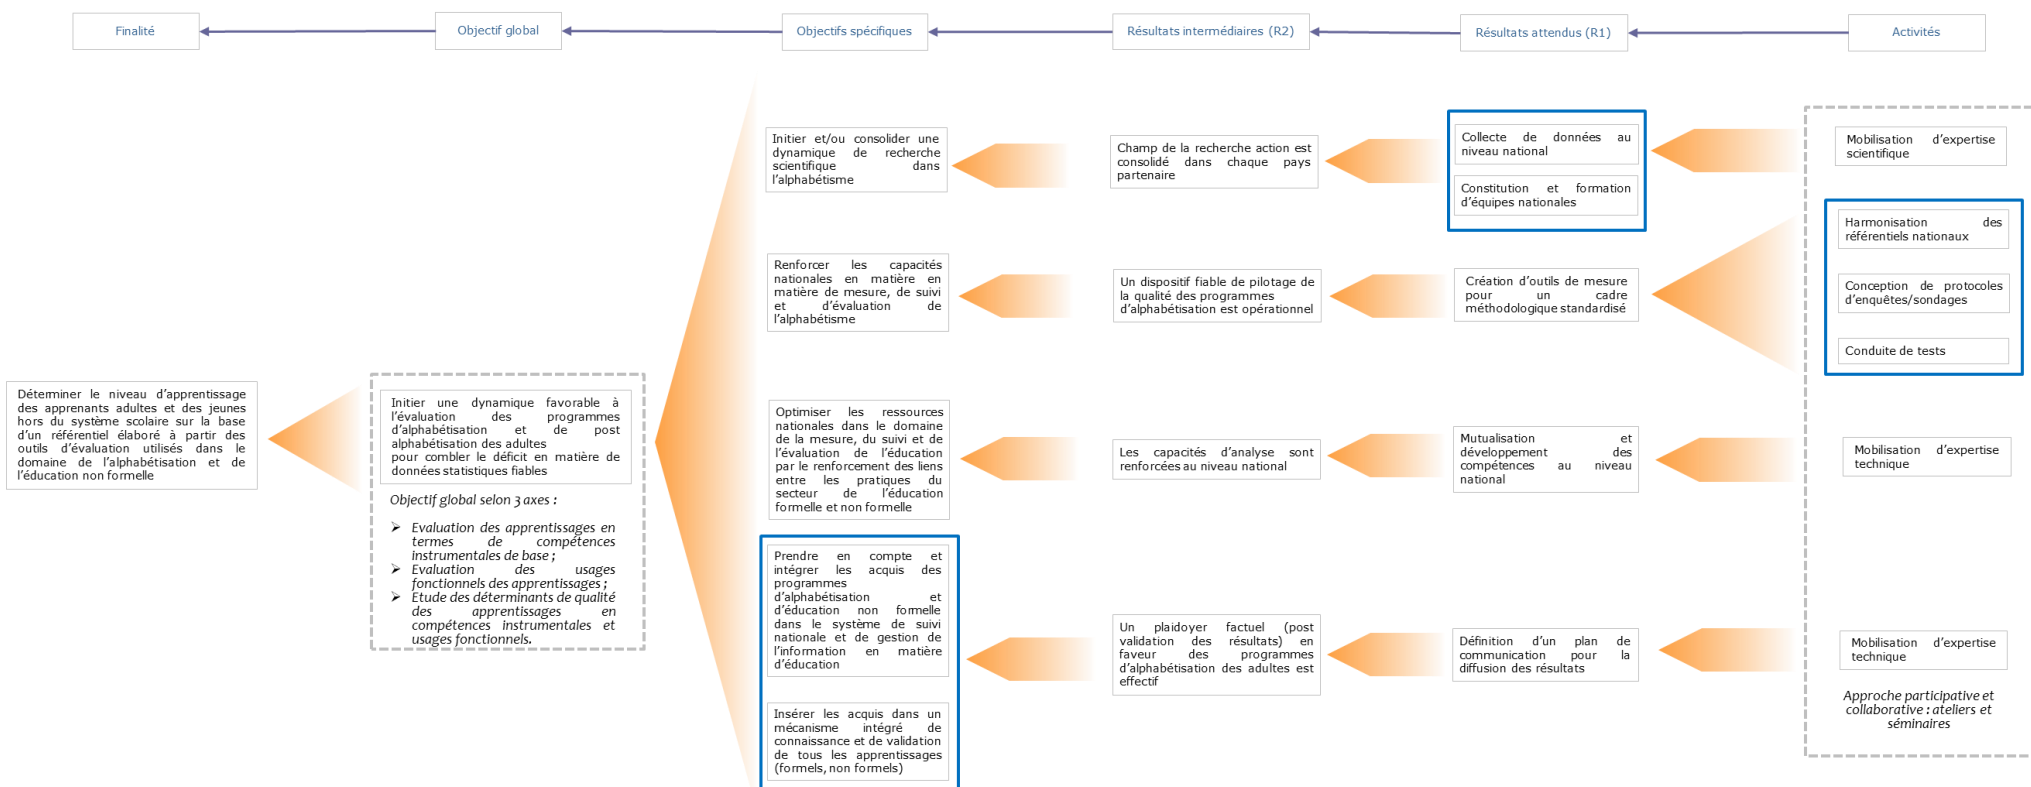 Finalité
Objectif global
Objectifs spécifiques
Résultats intermédiaires (R2)
Résultats attendus (R1)
Activités
Déterminer le niveau d'apprentissage
des apprenants adultes et des jeunes
hors du système scolaire sur la base
d'un référentiel élaboré à partir des
outils d'évaluation utilisés dans le
domaine de l'alphabétisation et de
l'éducation non formelle
Initier une dynamique favorable à
l'évaluation des programmes
d'alphabétisation et de post
alphabétisation des adultes
pour combler le déficit en matière de
données statistiques fiables
Objectif global selon 3 axes :
➢ Evaluation des apprentissages en
termes de compétences
instrumentales de base ;
➢ Evaluation des usages
fonctionnels des apprentissages ;
➢ Etude des déterminants de qualité
des apprentissages en
compétences instrumentales et
usages fonctionnels.
Initier et/ou consolider une
dynamique de recherche
scientifique dans
l'alphabétisme
Renforcer les capacités
nationales en matière en
matière de mesure, de suivi
et d'évaluation de
l'alphabétisme
Optimiser les ressources
nationales dans le domaine
de la mesure, du suivi et de
l'évaluation de l'éducation
par le renforcement des liens
entre les pratiques du
secteur de l'éducation
formelle et non formelle
Prendre en compte et
intégrer les acquis des
programmes
d'alphabétisation et
d'éducation non formelle
dans le système de suivi
nationale et de gestion de
l'information en matière
d'éducation
Insérer les acquis dans un
mécanisme intégré de
connaissance et de validation
de tous les apprentissages
(formels, non formels)
Champ de la recherche action est
consolidé dans chaque pays
partenaire
Un dispositif fiable de pilotage de
la qualité des programmes
d'alphabétisation est opérationnel
Les capacités d'analyse sont
renforcées au niveau national
Un plaidoyer factuel (post
validation des résultats) en
faveur des programmes
d'alphabétisation des adultes est
effectif
Collecte de données au
niveau national
Constitution et formation
d'équipes nationales
Création d'outils de mesure
pour un cadre
méthodologique standardisé
Mutualisation et
développement des
compétences au niveau
national
Définition d'un plan de
communication pour la
diffusion des résultats
Mobilisation d'expertise
scientifique
Harmonisation des
référentiels nationaux
Conception de protocoles
d'enquêtes/sondages
Conduite de tests
Mobilisation d'expertise
technique
Mobilisation d'expertise
technique
Approche participative et
collaborative : ateliers et
séminaires